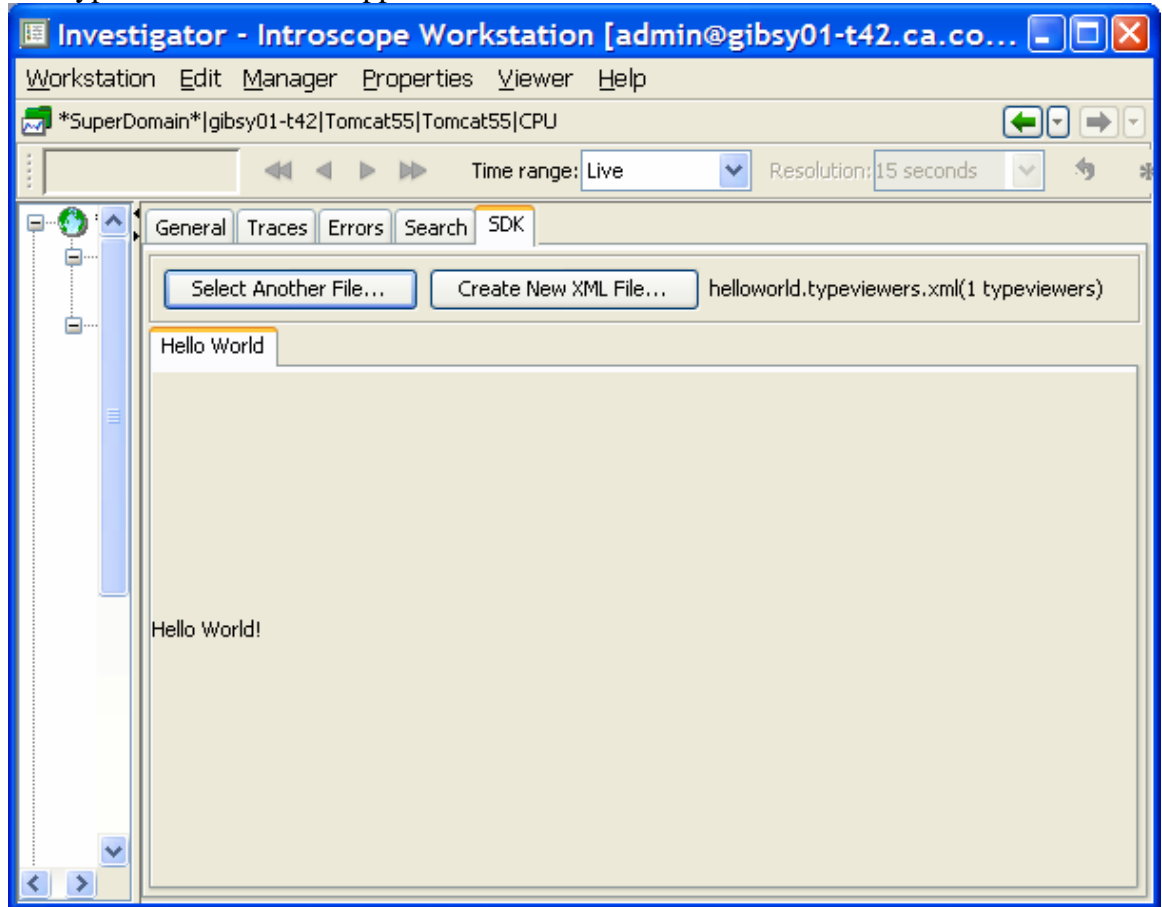 Investigator - Introscope Workstation [admin@gibsy01-t42.ca.co...
Workstation Edit Manager Properties Viewer Help
*SuperDomain*|gibsy01-t42|Tomcat55|Tomcat55|CPU
Time range: Live Resolution: 15 seconds
General Traces Errors Search SDK
Select Another File... Create New XML File... helloworld.typeviewers.xml(1 typeviewers)
Hello World
Hello World!